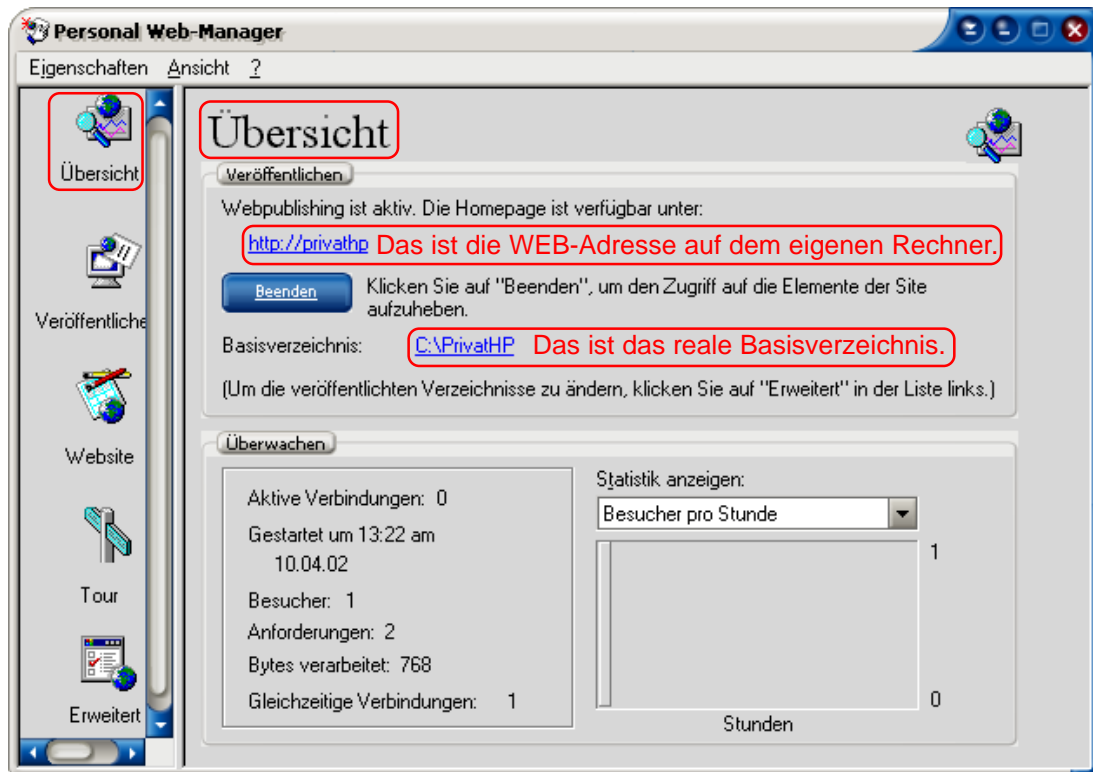 Personal Web-Manager
Eigenschaften Ansicht ?
Übersicht
Veröffentliche
Website
Tour
Erweitert
Übersicht
Veröffentlichen
Webpublishing ist aktiv. Die Homepage ist verfügbar unter:
http://privathp Das ist die WEB-Adresse auf dem eigenen Rechner.
Beenden Klicken Sie auf "Beenden", um den Zugriff auf die Elemente der Site
aufzuheben.
Basisverzeichnis: C:\PrivatHP Das ist das reale Basisverzeichnis.
(Um die veröffentlichten Verzeichnisse zu ändern, klicken Sie auf "Erweitert" in der Liste links.)
Überwachen
Aktive Verbindungen: 0
Gestartet um 13:22 am
10.04.02
Besucher: 1
Anforderungen: 2
Bytes verarbeitet: 768
Gleichzeitige Verbindungen: 1
Statistik anzeigen:
Besucher pro Stunde
1
0
Stunden